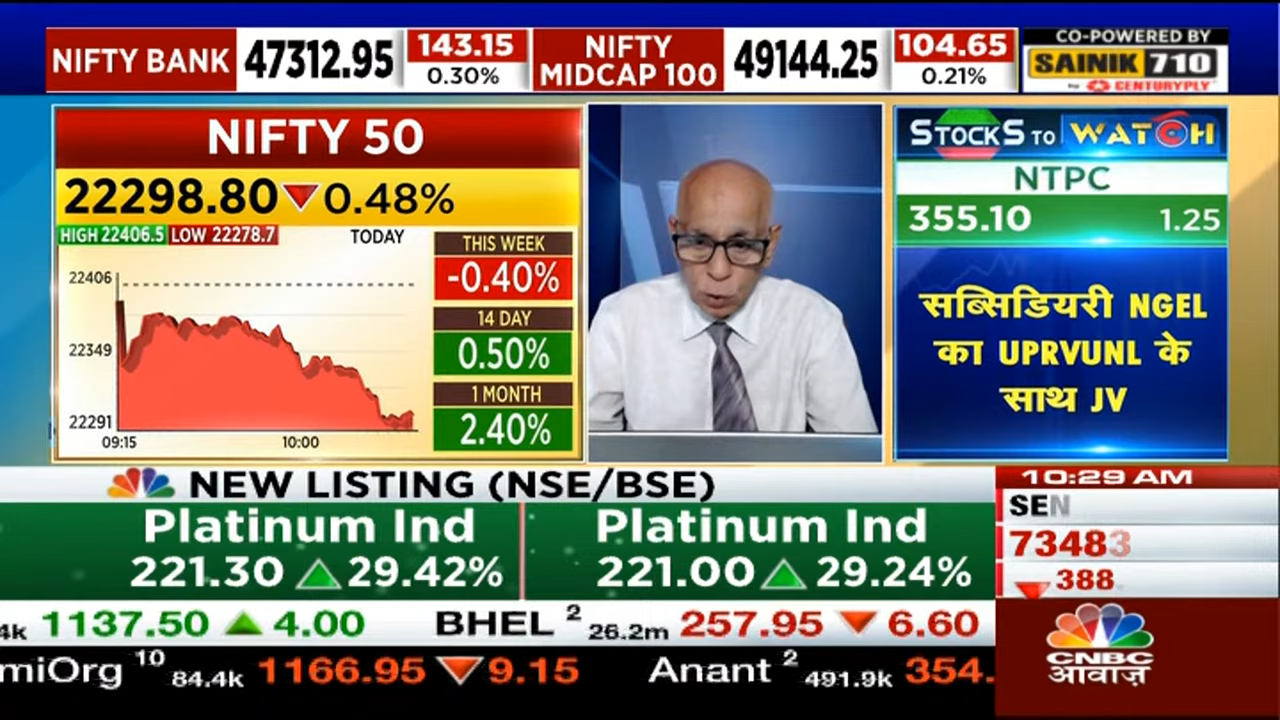 NIFTY BANK
47312.95
143.15
0.30%
NIFTY
MIDCAP 100
49144.25
104.65
0.21%
CO-POWERED BY
SAINIK 710
by CENTURYPLY
NIFTY 50
22298.80 0.48%
HIGH 22406.5 LOW 22278.7
TODAY
22406
22349
22291
09:15 10:00
THIS WEEK
-0.40%
14 DAY
0.50%
1 MONTH
2.40%
STOCKS TO WATCH
NTPC
355.10 1.25
सब्सिडियरी NGEL
का UPRVUNL के
साथ JV
NEW LISTING (NSE/BSE)
Platinum Ind
221.30 29.42%
Platinum Ind
221.00 29.24%
10:29 AM
SEN
73483
388
4k 1137.50 4.00 BHEL 2 26.2m 257.95 6.60
miOrg 10 84.4k 1166.95 9.15 Anant 2 491.9k 354.
CNBC
आवाज़